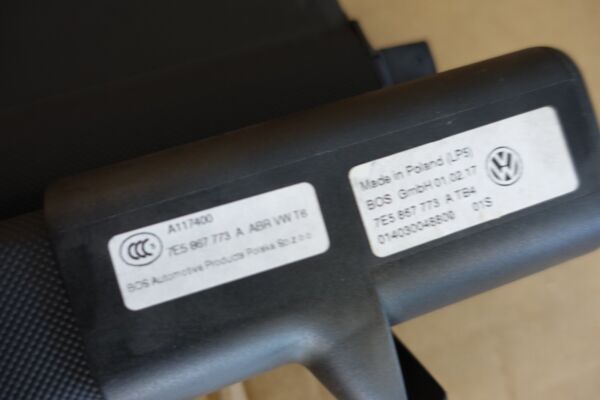 A117400
7E5 867 773 A ABR VW T6
BOS Automotive Products Polska Sp.z o.o.
Made in Poland (LP5)
BOS GmbH 01.02.17
7E5 867 773 A TB4
014030048800 01S